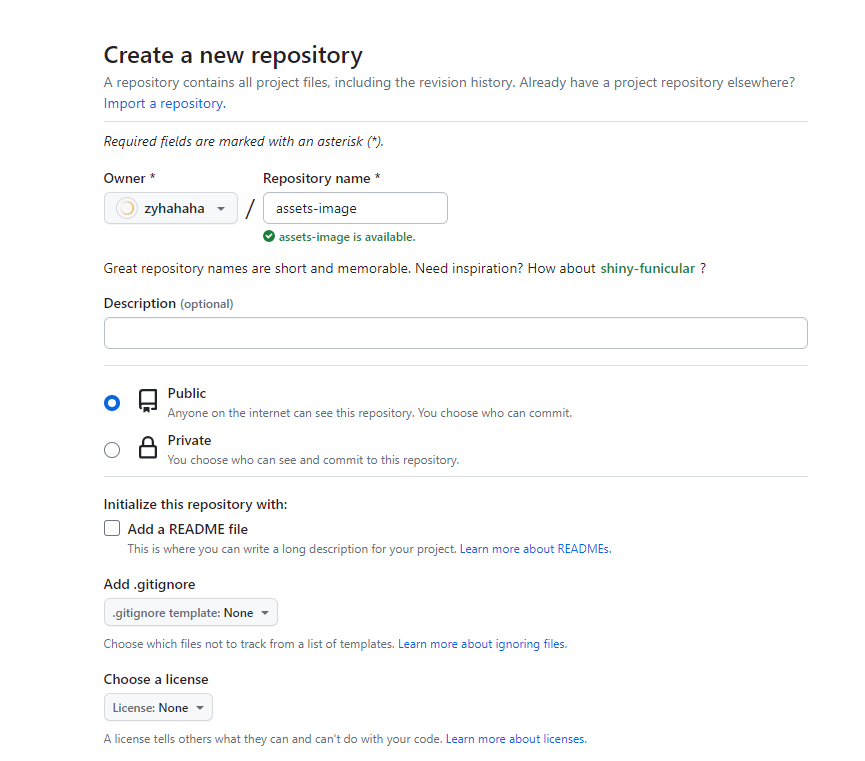 Create a new repository
A repository contains all project files, including the revision history. Already have a project repository elsewhere?
Import a repository.
Required fields are marked with an asterisk (*).
Owner * Repository name *
zyhahaha / assets-image
assets-image is available.
Great repository names are short and memorable. Need inspiration? How about shiny-funicular ?
Description (optional)
Public
Anyone on the internet can see this repository. You choose who can commit.
Private
You choose who can see and commit to this repository.
Initialize this repository with:
Add a README file
This is where you can write a long description for your project. Learn more about READMEs.
Add .gitignore
.gitignore template: None
Choose which files not to track from a list of templates. Learn more about ignoring files.
Choose a license
License: None
A license tells others what they can and can't do with your code. Learn more about licenses.